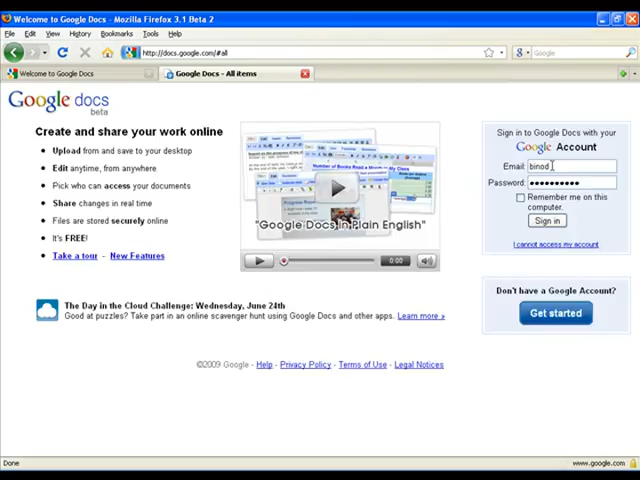 Welcome to Google Docs - Mozilla Firefox 3.1 Beta 2
File Edit View History Bookmarks Tools Help
http://docs.google.com/#all
Google
Welcome to Google Docs
Google Docs - All items
Google docs
beta
Create and share your work online
Upload from and save to your desktop
Edit anytime, from anywhere
Pick who can access your documents
Share changes in real time
Files are stored securely online
It's FREE!
Take a tour - New Features
"Google Docs in Plain English"
0:00
Sign in to Google Docs with your
Google Account
Email: binod
Password:
Remember me on this
computer.
Sign in
I cannot access my account
Don't have a Google Account?
Get started
The Day in the Cloud Challenge: Wednesday, June 24th
Good at puzzles? Take part in an online scavenger hunt using Google Docs and other apps. Learn more »
©2009 Google - Help - Privacy Policy - Terms of Use - Legal Notices
Done
www.google.com